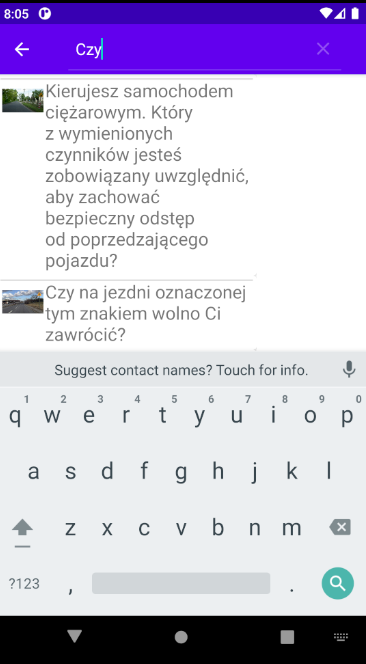 8:05
Czy
Kierujesz samochodem
ciężarowym. Który
z wymienionych
czynników jesteś
zobowiązany uwzględnić,
aby zachować
bezpieczny odstęp
od poprzedzającego
pojazdu?
Czy na jezdni oznaczonej
tym znakiem wolno Ci
zawrócić?
Suggest contact names? Touch for info.
1 2 3 4 5 6 7 8 9 0
q w e r t y u i o p
a s d f g h j k l
z x c v b n m
?123 , .